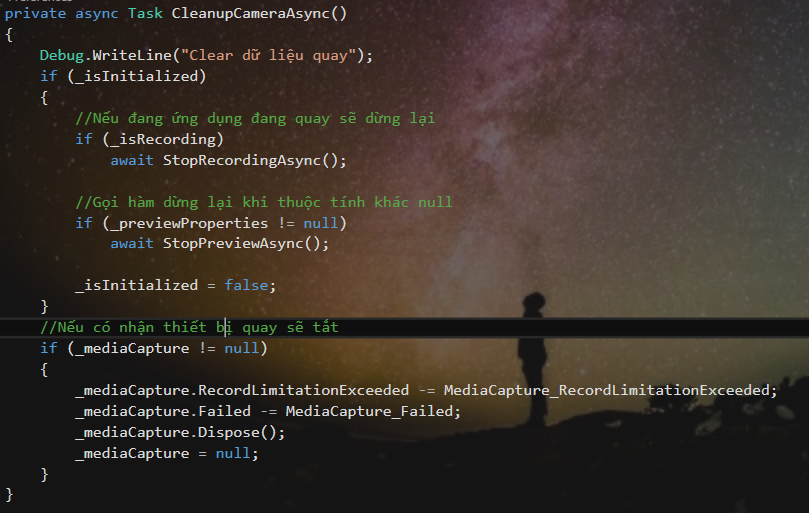 private async Task CleanupCameraAsync()
{
    Debug.WriteLine("Clear dữ liệu quay");
    if (_isInitialized)
    {
        //Nếu đang ứng dụng đang quay sẽ dừng lại
        if (_isRecording)
            await StopRecordingAsync();

        //Gọi hàm dừng lại khi thuộc tính khác null
        if (_previewProperties != null)
            await StopPreviewAsync();

        _isInitialized = false;
    }
    //Nếu có nhận thiết bị quay sẽ tắt
    if (_mediaCapture != null)
    {
        _mediaCapture.RecordLimitationExceeded -= MediaCapture_RecordLimitationExceeded;
        _mediaCapture.Failed -= MediaCapture_Failed;
        _mediaCapture.Dispose();
        _mediaCapture = null;
    }
}